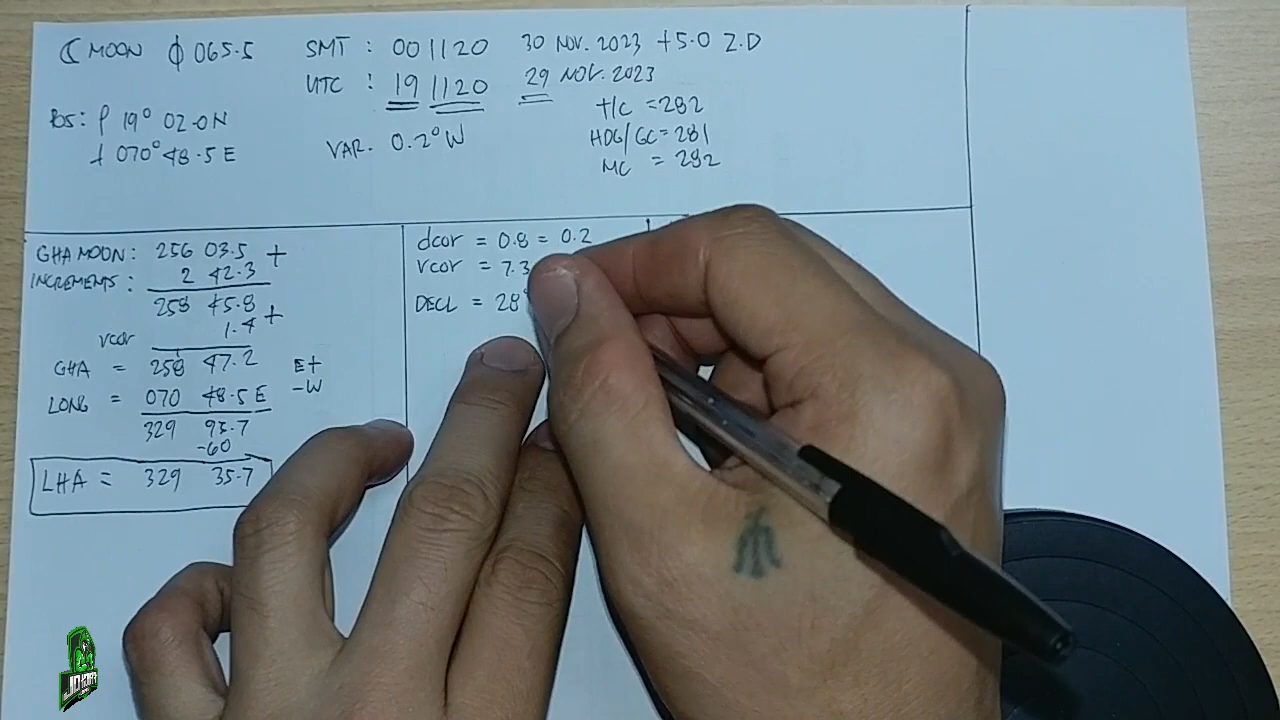 ☾ MOON ϕ 065.5
SMT : 001120 30 NOV. 2023 +5.0 Z.D
UTC : 19 1120 29 NOV. 2023
POS: φ 19° 02.0N
λ 070° 48.5 E
VAR. 0.2° W
T/C = 282
HDG/GC = 281
MC = 282
GHA MOON: 256 03.5 +
INCREMENTS: 2 42.3
258 45.8
vcor 1.4 +
GHA = 258 47.2
LONG = 070 48.5 E
329 95.7
-60
LHA = 329 35.7
E+
-W
dcor = 0.8 = 0.2
vcor = 7.3
DECL = 28°